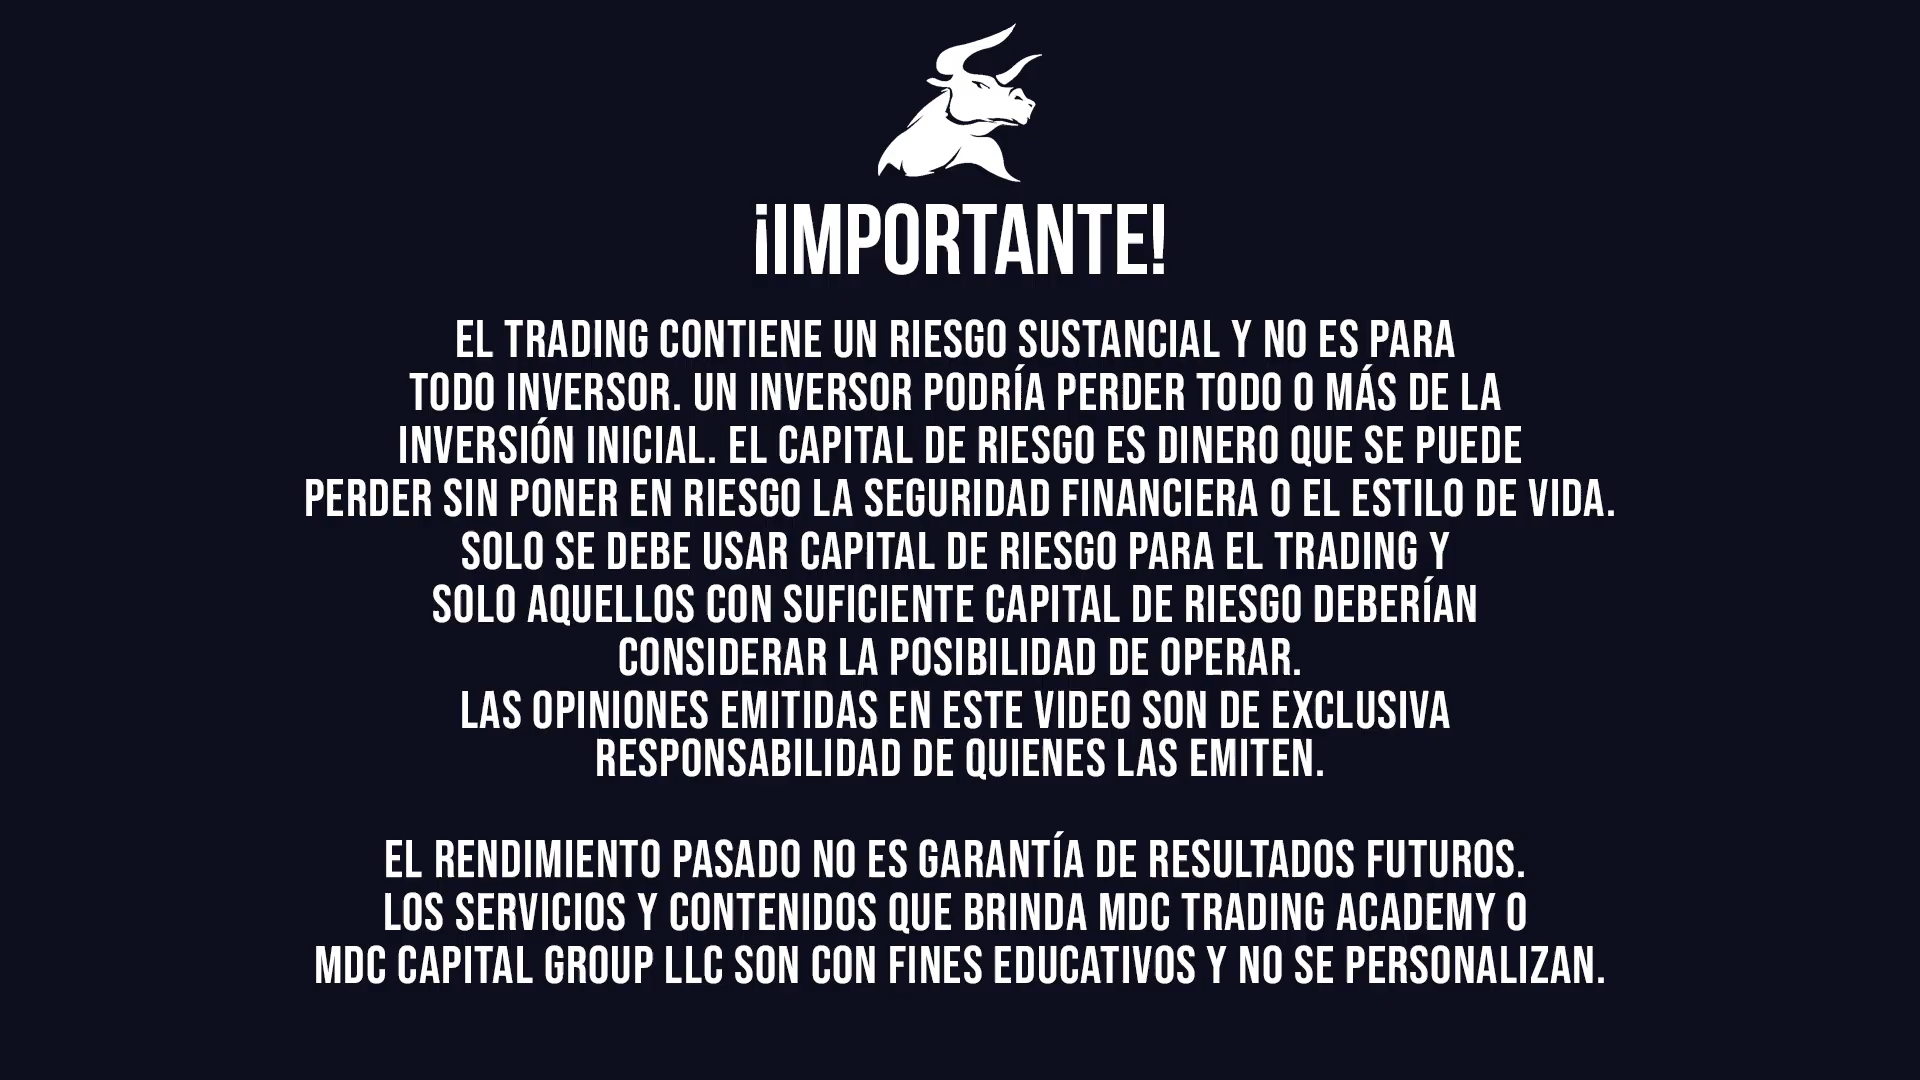 ¡IMPORTANTE!
EL TRADING CONTIENE UN RIESGO SUSTANCIAL Y NO ES PARA
TODO INVERSOR. UN INVERSOR PODRÍA PERDER TODO O MÁS DE LA
INVERSIÓN INICIAL. EL CAPITAL DE RIESGO ES DINERO QUE SE PUEDE
PERDER SIN PONER EN RIESGO LA SEGURIDAD FINANCIERA O EL ESTILO DE VIDA.
SOLO SE DEBE USAR CAPITAL DE RIESGO PARA EL TRADING Y
SOLO AQUELLOS CON SUFICIENTE CAPITAL DE RIESGO DEBERÍAN
CONSIDERAR LA POSIBILIDAD DE OPERAR.
LAS OPINIONES EMITIDAS EN ESTE VIDEO SON DE EXCLUSIVA
RESPONSABILIDAD DE QUIENES LAS EMITEN.
EL RENDIMIENTO PASADO NO ES GARANTÍA DE RESULTADOS FUTUROS.
LOS SERVICIOS Y CONTENIDOS QUE BRINDA MDC TRADING ACADEMY O
MDC CAPITAL GROUP LLC SON CON FINES EDUCATIVOS Y NO SE PERSONALIZAN.